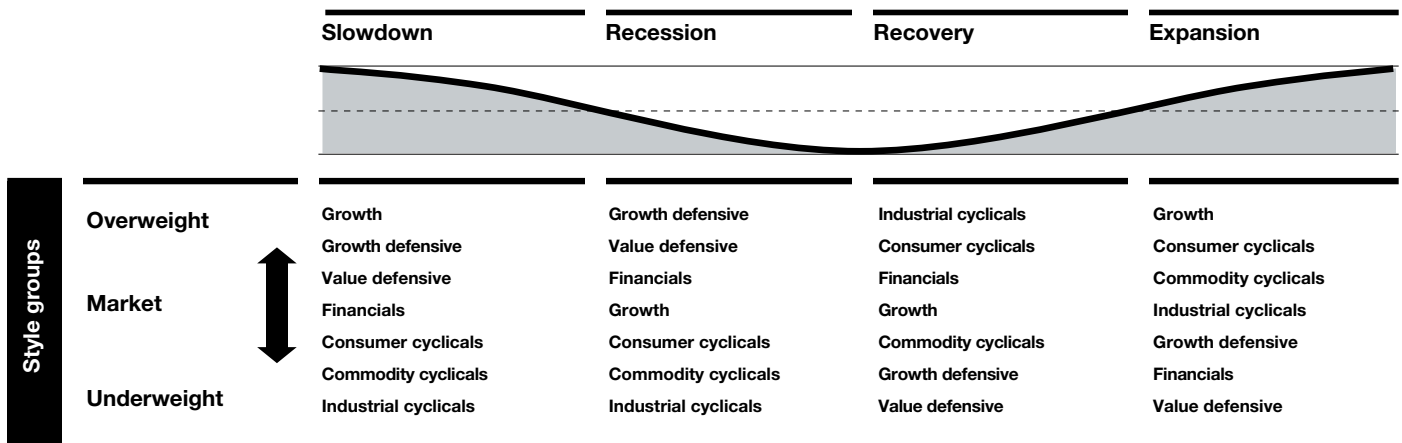 Slowdown Recession Recovery Expansion
Style groups
Overweight
Market
Underweight
Growth Growth defensive Industrial cyclicals Growth
Growth defensive Value defensive Consumer cyclicals Consumer cyclicals
Value defensive Financials Financials Commodity cyclicals
Financials Growth Growth Industrial cyclicals
Consumer cyclicals Consumer cyclicals Commodity cyclicals Growth defensive
Commodity cyclicals Commodity cyclicals Growth defensive Financials
Industrial cyclicals Industrial cyclicals Value defensive Value defensive